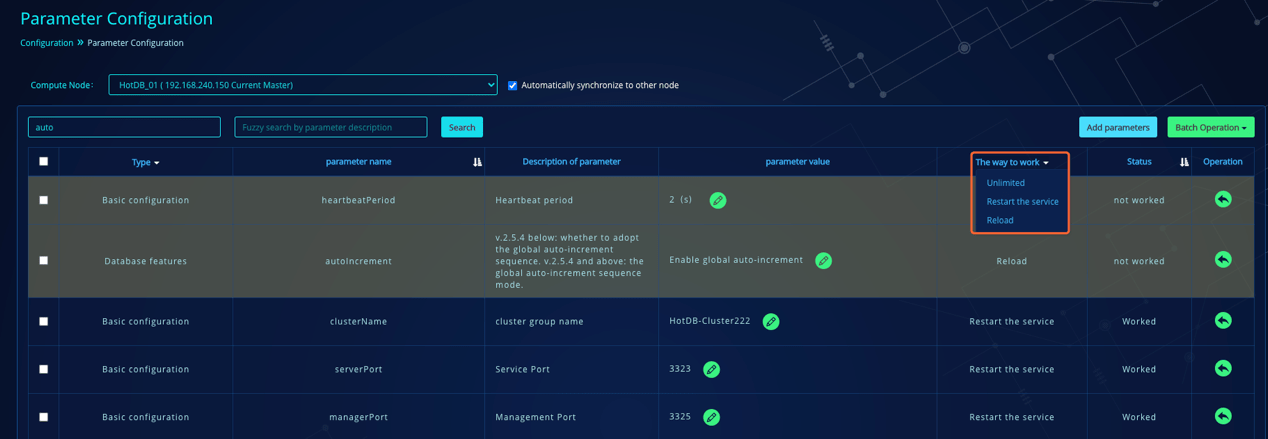 Parameter Configuration
Configuration » Parameter Configuration
Compute Node: HotDB_01 ( 192.168.240.150 Current Master) Automatically synchronize to other node
auto Fuzzy search by parameter description Search Add parameters Batch Operation
Type parameter name Description of parameter parameter value The way to work Status Operation
Unlimited
Restart the service
Reload
Basic configuration heartbeatPeriod Heartbeat period 2 (s) not worked
Database features autoIncrement v.2.5.4 below: whether to adopt
the global auto-increment
sequence. v.2.5.4 and above: the
global auto-increment sequence
mode.
Enable global auto-increment Reload not worked
Basic configuration clusterName cluster group name HotDB-Cluster222 Restart the service Worked
Basic configuration serverPort Service Port 3323 Restart the service Worked
Basic configuration managerPort Management Port 3325 Restart the service Worked